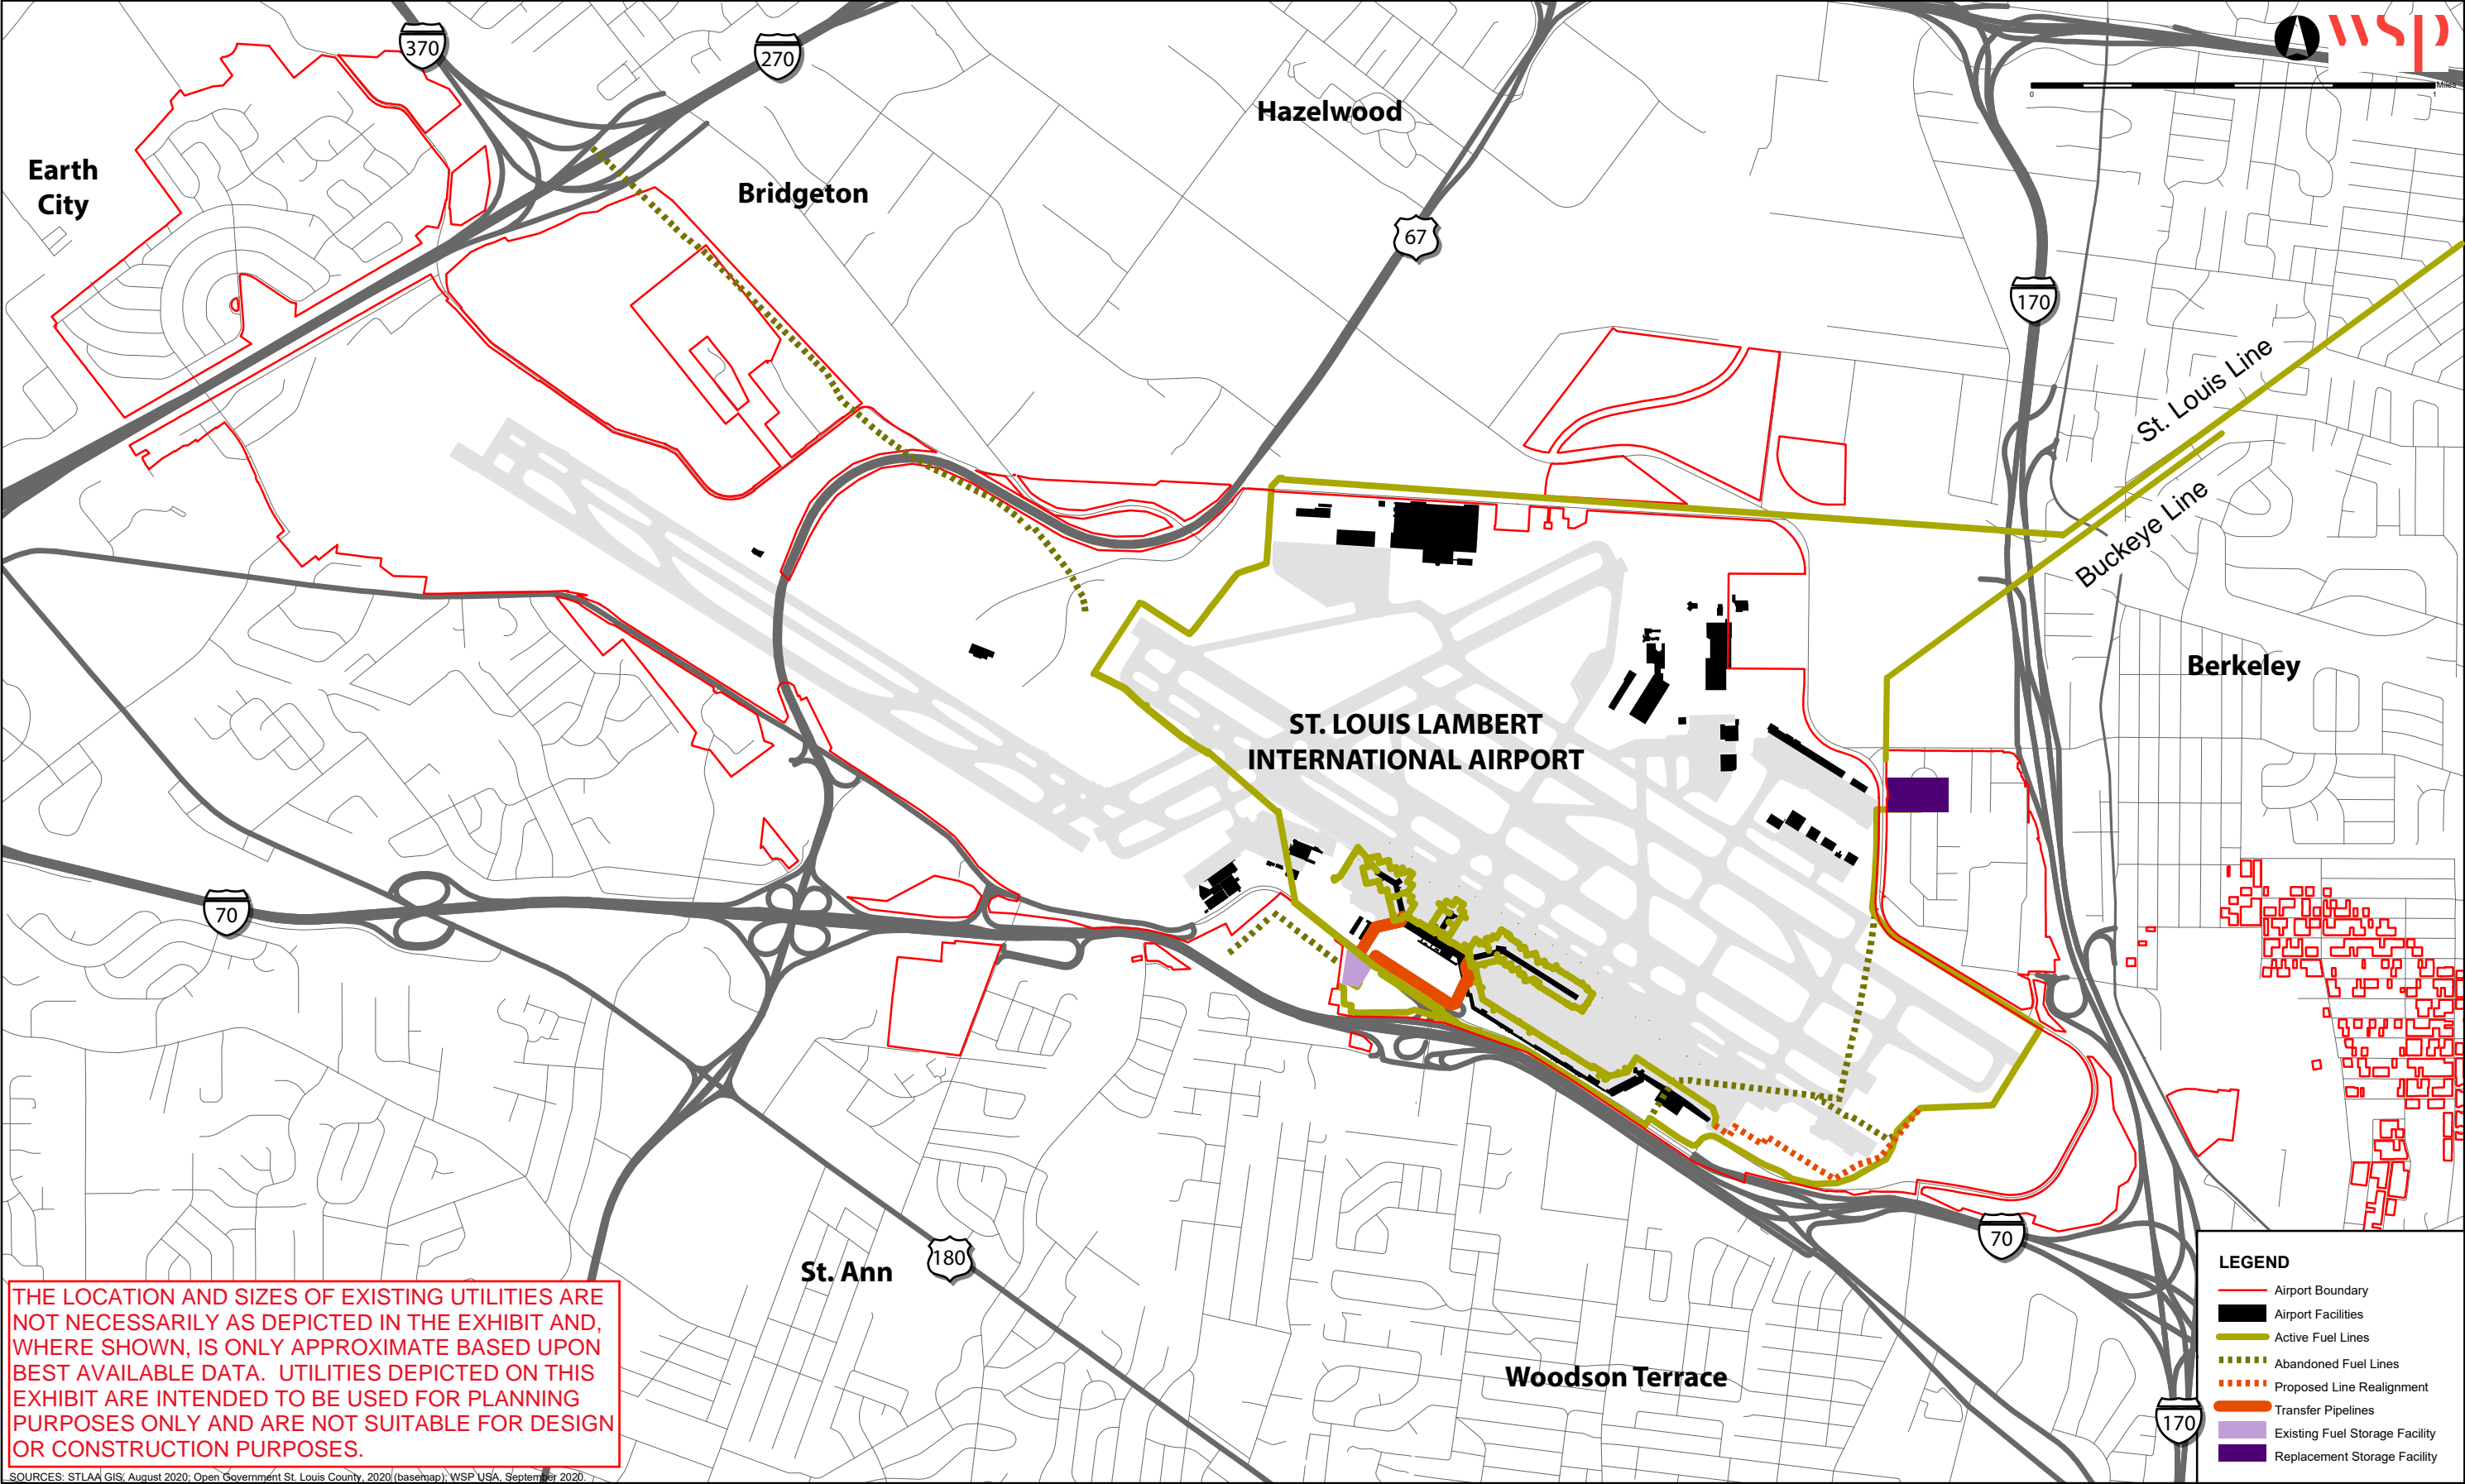 370
270
wsp
Miles
0
1
Hazelwood
Earth
City
Bridgeton
67
170
St. Louis Line
Buckeye Line
Berkeley
ST. LOUIS LAMBERT
INTERNATIONAL AIRPORT
70
70
180
St. Ann
Woodson Terrace
170
LEGEND
Airport Boundary
Airport Facilities
Active Fuel Lines
Abandoned Fuel Lines
Proposed Line Realignment
Transfer Pipelines
Existing Fuel Storage Facility
Replacement Storage Facility
THE LOCATION AND SIZES OF EXISTING UTILITIES ARE
NOT NECESSARILY AS DEPICTED IN THE EXHIBIT AND,
WHERE SHOWN, IS ONLY APPROXIMATE BASED UPON
BEST AVAILABLE DATA. UTILITIES DEPICTED ON THIS
EXHIBIT ARE INTENDED TO BE USED FOR PLANNING
PURPOSES ONLY AND ARE NOT SUITABLE FOR DESIGN
OR CONSTRUCTION PURPOSES.
SOURCES: STLAA GIS, August 2020; Open Government St. Louis County, 2020 (basemap); WSP USA, September 2020.